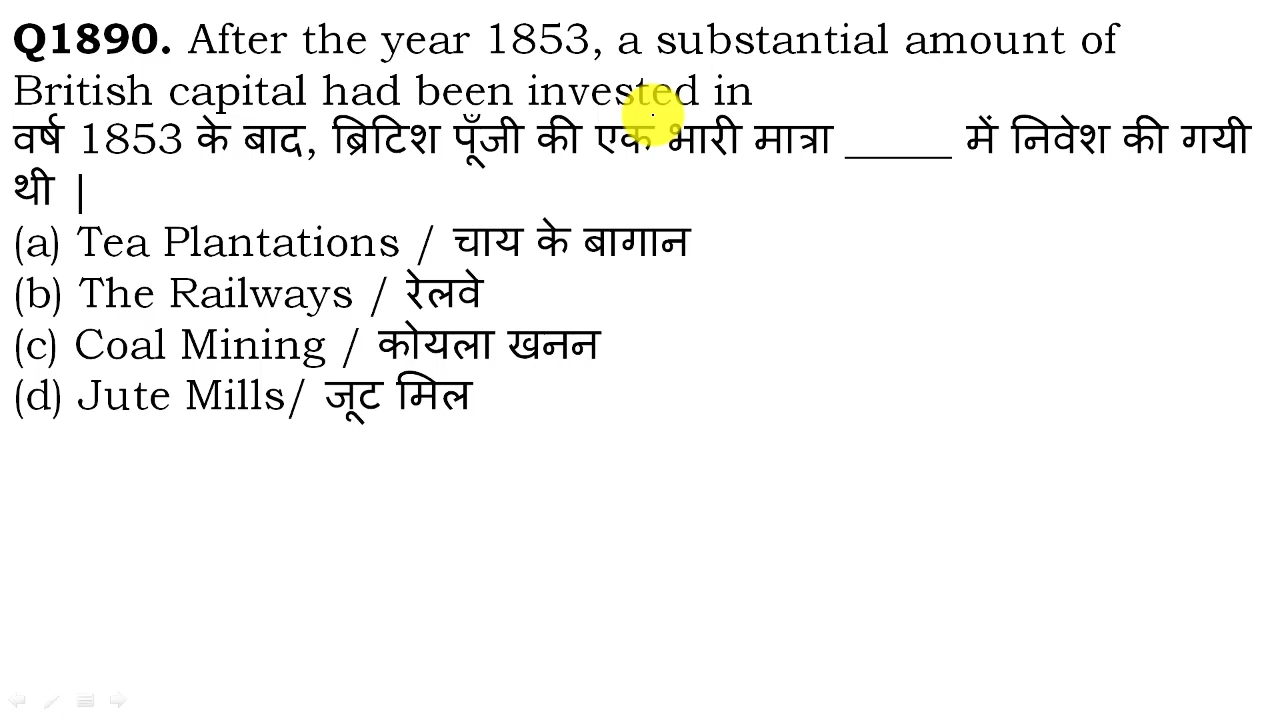 Q1890. After the year 1853, a substantial amount of
British capital had been invested in
वर्ष 1853 के बाद, ब्रिटिश पूँजी की एक भारी मात्रा _____ में निवेश की गयी
थी |
(a) Tea Plantations / चाय के बागान
(b) The Railways / रेलवे
(c) Coal Mining / कोयला खनन
(d) Jute Mills/ जूट मिल